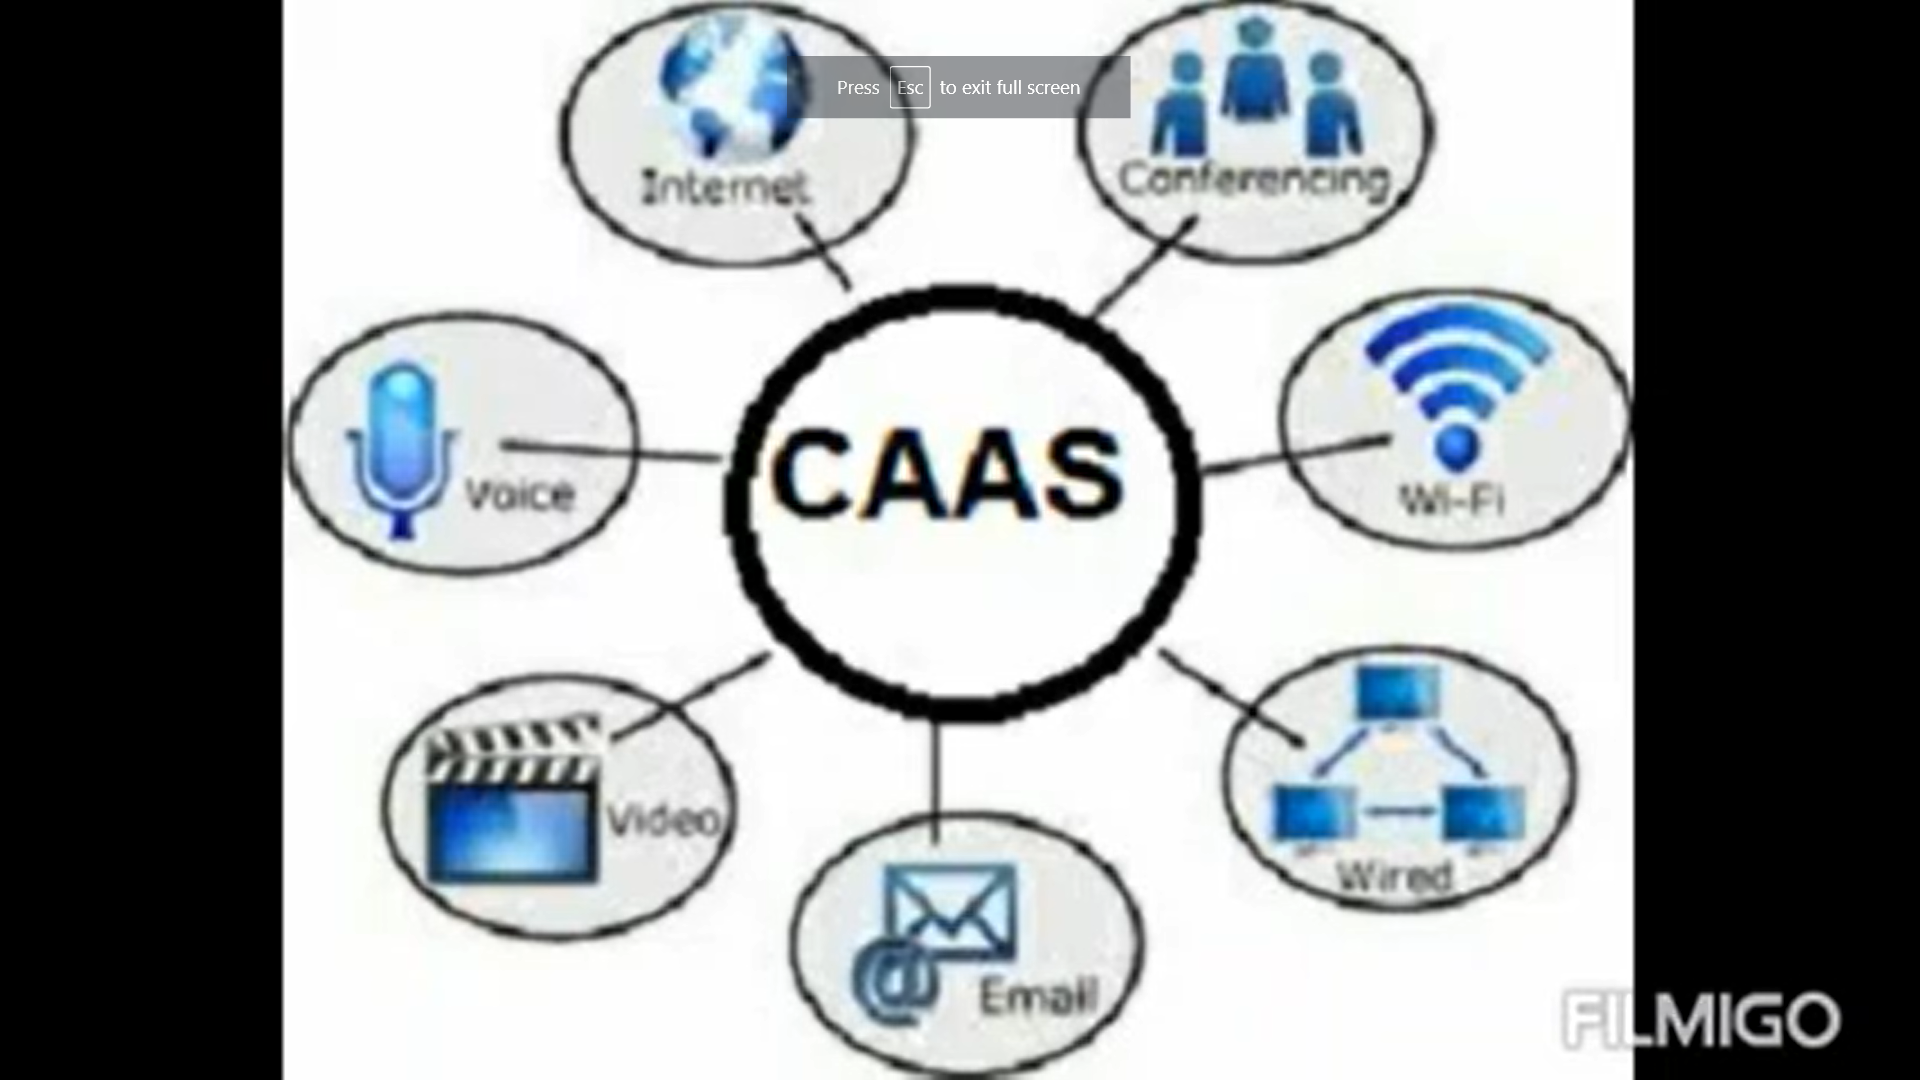 Press Esc to exit full screen
Internet
Conferencing
Voice
CAAS
Wi-Fi
Video
Wired
Email
FILMIGO